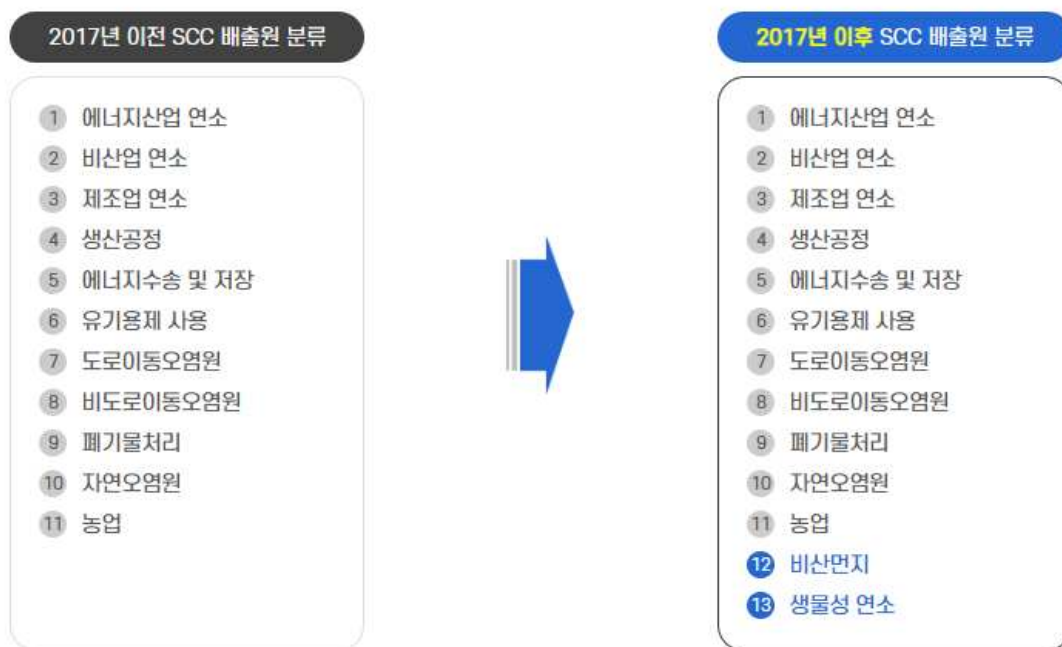 2017년 이전 SCC 배출원 분류
1 에너지산업 연소
2 비산업 연소
3 제조업 연소
4 생산공정
5 에너지수송 및 저장
6 유기용제 사용
7 도로이동오염원
8 비도로이동오염원
9 폐기물처리
10 자연오염원
11 농업
2017년 이후 SCC 배출원 분류
1 에너지산업 연소
2 비산업 연소
3 제조업 연소
4 생산공정
5 에너지수송 및 저장
6 유기용제 사용
7 도로이동오염원
8 비도로이동오염원
9 폐기물처리
10 자연오염원
11 농업
12 비산먼지
13 생물성 연소